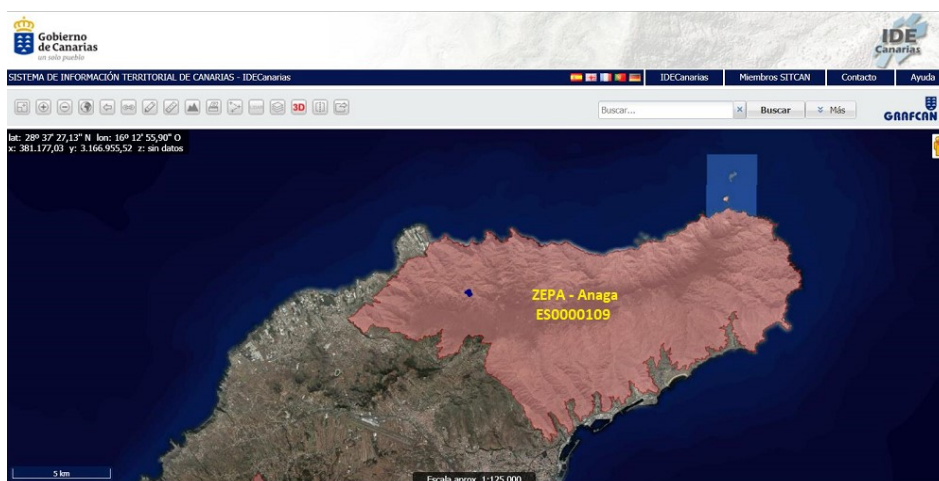 Gobierno
de Canarias
un solo pueblo
IDE
Canarias
SISTEMA DE INFORMACIÓN TERRITORIAL DE CANARIAS - IDECanarias
IDECanarias Miembros SITCAN Contacto Ayuda
3D
Buscar... × Buscar Más
GRAFCAN
lat: 28º 37' 27,13" N lon: 16º 12' 55,90" O
x: 381.177,03 y: 3.166.955,52 z: sin datos
ZEPA - Anaga
ES0000109
5 km
Escala aprox. 1:125.000